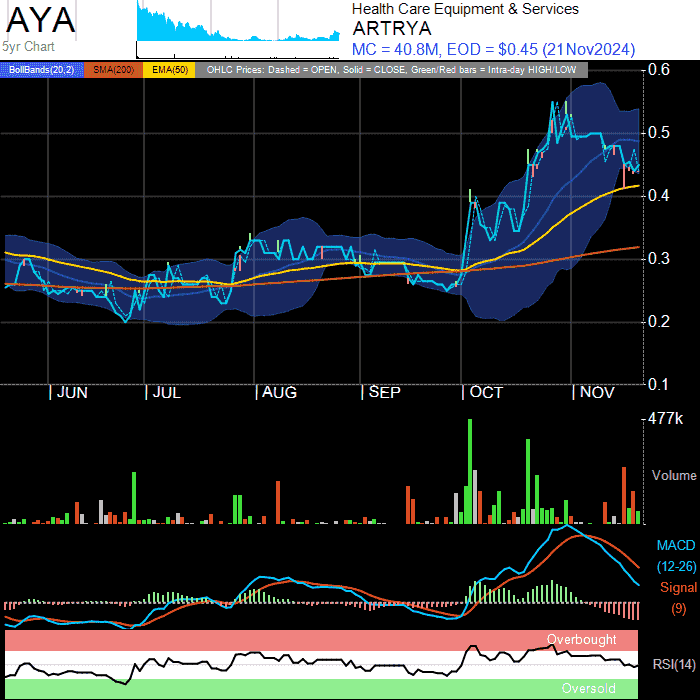 AYA
5yr Chart
Health Care Equipment & Services
ARTRYA
MC = 40.8M, EOD = $0.45 (21Nov2024)
BollBands(20,2) SMA(200) EMA(50) OHLC Prices: Dashed = OPEN, Solid = CLOSE, Green/Red bars = Intra-day HIGH/LOW
0.6
0.5
0.4
0.3
0.2
0.1
JUN JUL AUG SEP OCT NOV
477k
Volume
MACD
(12-26)
Signal
(9)
Overbought
RSI(14)
Oversold